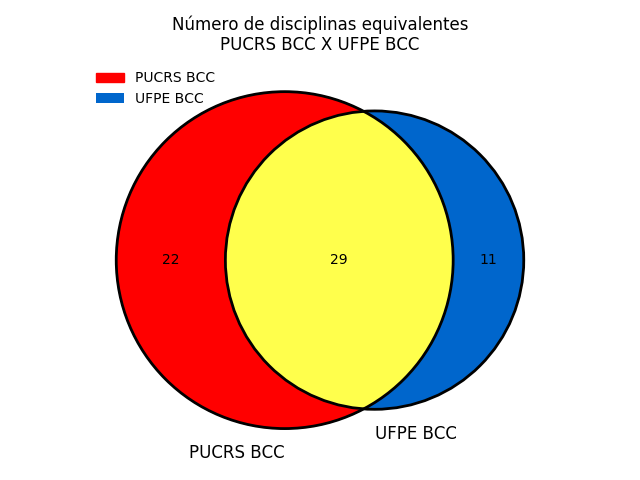 Número de disciplinas equivalentes
PUCRS BCC X UFPE BCC
PUCRS BCC
UFPE BCC
22
29
11
UFPE BCC
PUCRS BCC